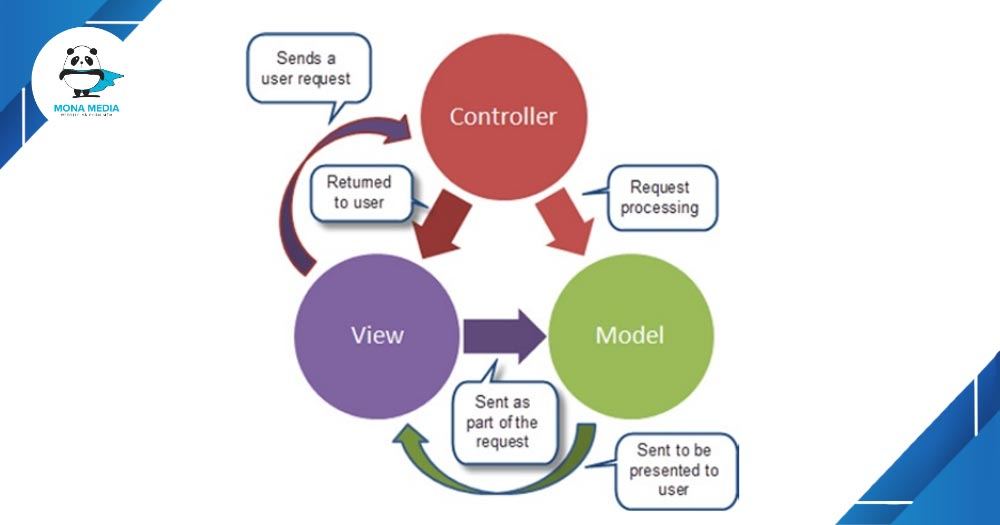 MONA MEDIA
Sends a
user request
Controller
Returned
to user
Request
processing
View
Model
Sent as
part of the
request
Sent to be
presented to
user